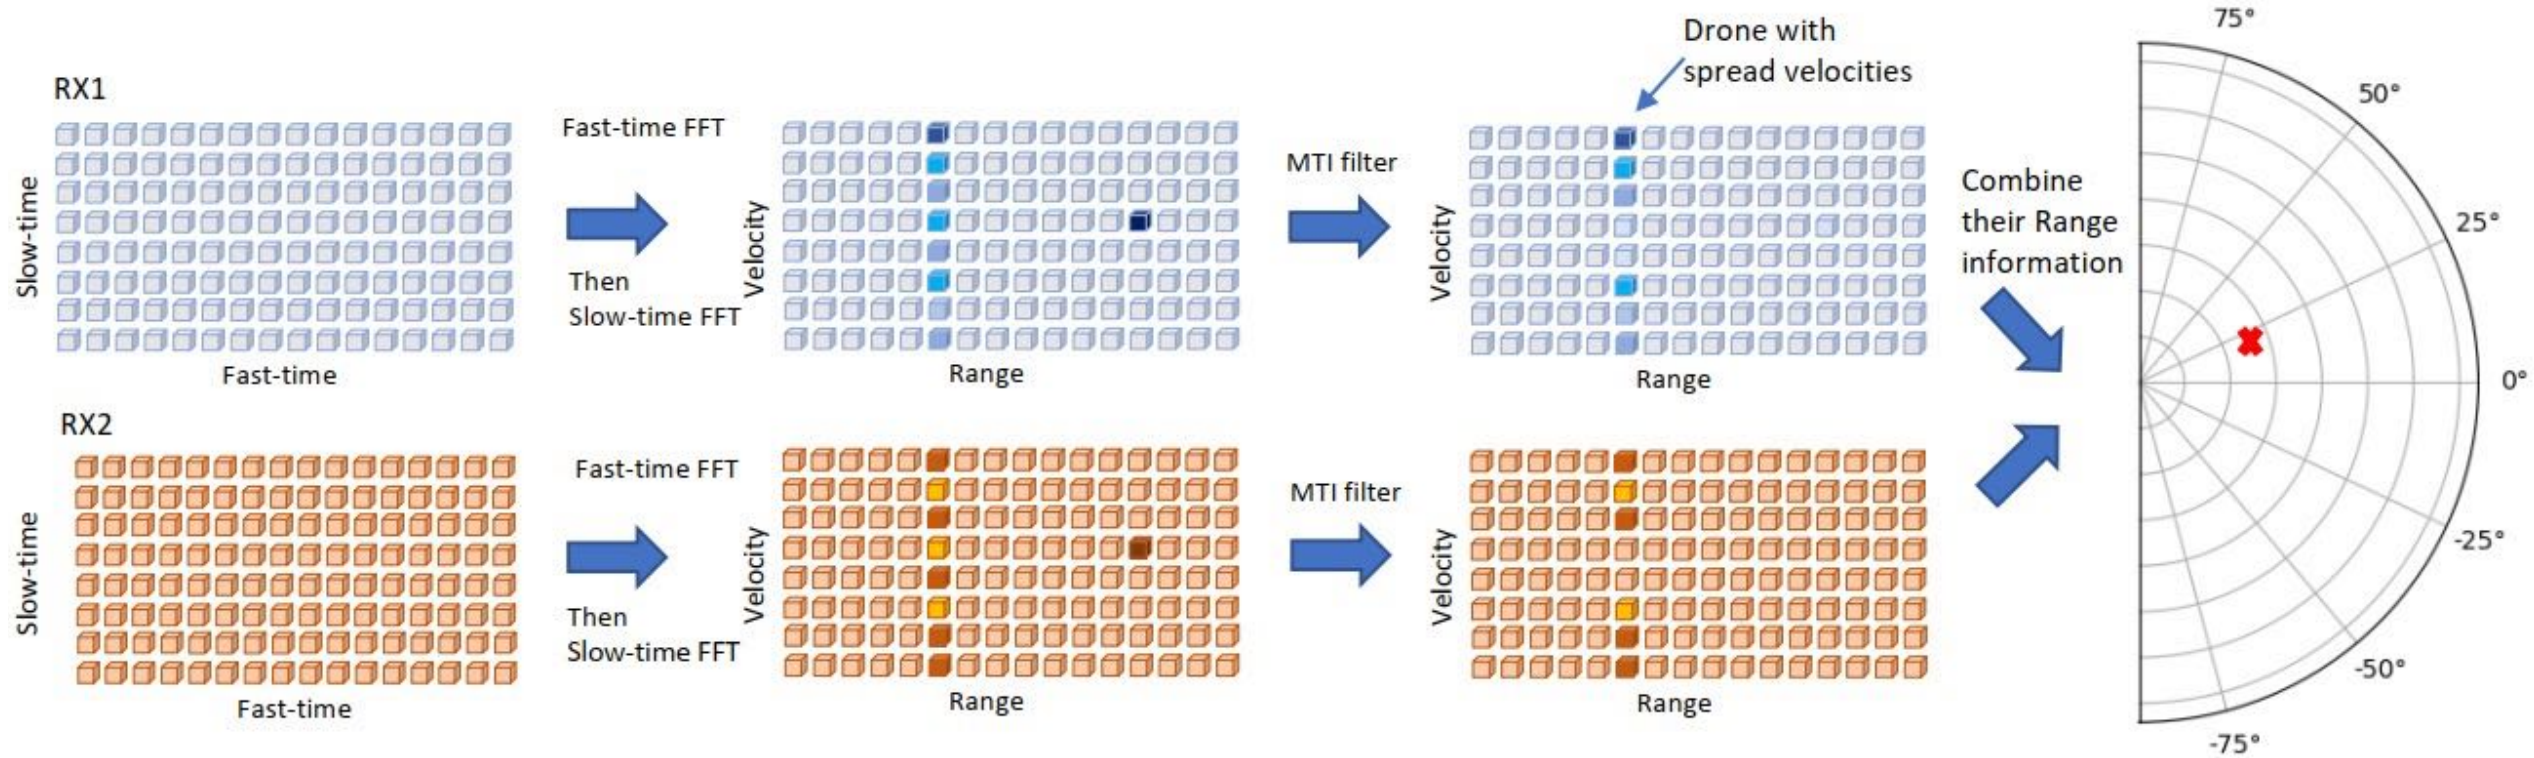 RX1
Slow-time
Fast-time
Fast-time FFT
Then
Slow-time FFT
Velocity
Range
MTI filter
Drone with
spread velocities
Velocity
Range
RX2
Slow-time
Fast-time
Fast-time FFT
Then
Slow-time FFT
Velocity
Range
MTI filter
Velocity
Range
Combine
their Range
information
75°
50°
25°
0°
-25°
-50°
-75°